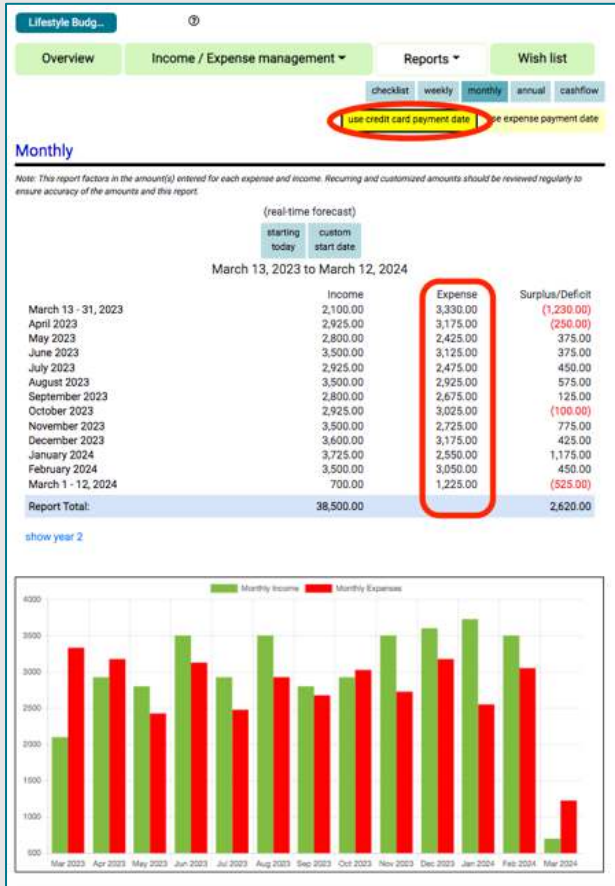 Lifestyle Budg...
Overview Income / Expense management Reports Wish list
checklist weekly monthly annual cashflow
use credit card payment date se expense payment date
Monthly
Note: This report factors in the amount(s) entered for each expense and income. Recurring and customized amounts should be reviewed regularly to
ensure accuracy of the amounts and this report.
(real-time forecast)
starting today custom start date
March 13, 2023 to March 12, 2024
Income Expense Surplus/Deficit
March 13 - 31, 2023 2,100.00 3,330.00 (1,230.00)
April 2023 2,925.00 3,175.00 (250.00)
May 2023 2,800.00 2,425.00 375.00
June 2023 3,500.00 3,125.00 375.00
July 2023 2,925.00 2,475.00 450.00
August 2023 3,500.00 2,925.00 575.00
September 2023 2,800.00 2,675.00 125.00
October 2023 2,925.00 3,025.00 (100.00)
November 2023 3,500.00 2,725.00 775.00
December 2023 3,600.00 3,175.00 425.00
January 2024 3,725.00 2,550.00 1,175.00
February 2024 3,500.00 3,050.00 450.00
March 1 - 12, 2024 700.00 1,225.00 (525.00)
Report Total: 38,500.00 2,620.00
show year 2
Monthly Income Monthly Expenses
4000
3500
3000
2500
2000
1500
1000
500
Mar 2023 Apr 2023 May 2023 Jun 2023 Jul 2023 Aug 2023 Sep 2023 Oct 2023 Nov 2023 Dec 2023 Jan 2024 Feb 2024 Mar 2024